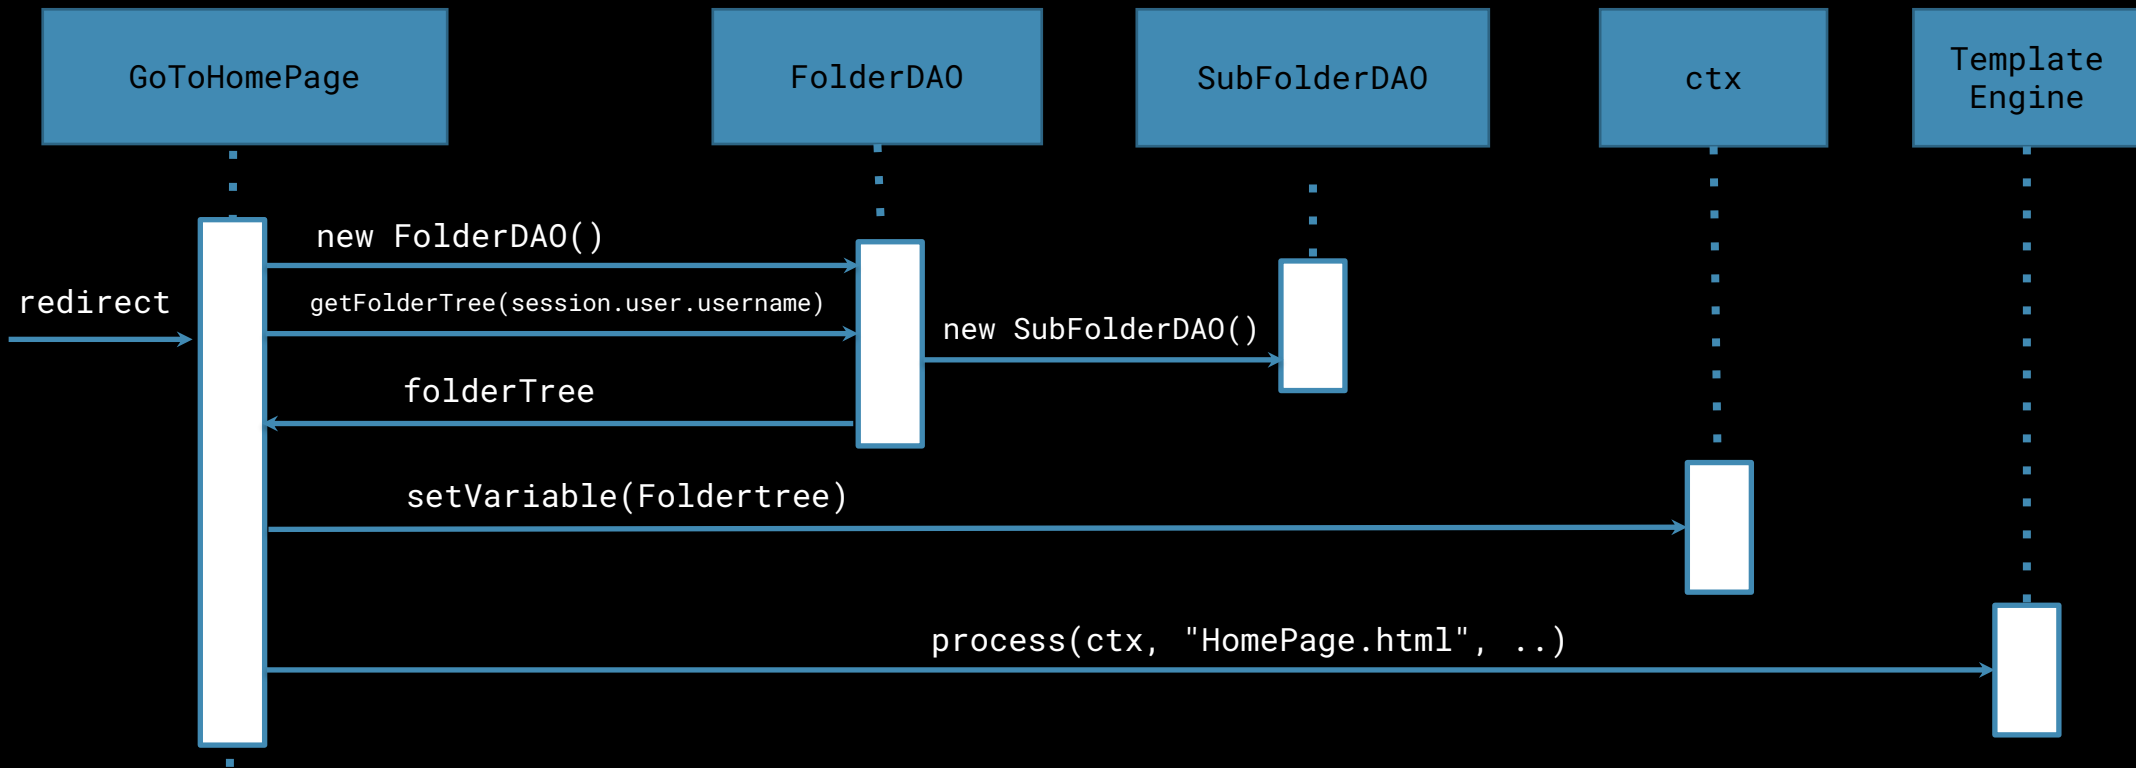 GoToHomePage
FolderDAO
SubFolderDAO
ctx
Template
Engine
new FolderDAO()
redirect
getFolderTree(session.user.username)
new SubFolderDAO()
folderTree
setVariable(Foldertree)
process(ctx, "HomePage.html", ..)